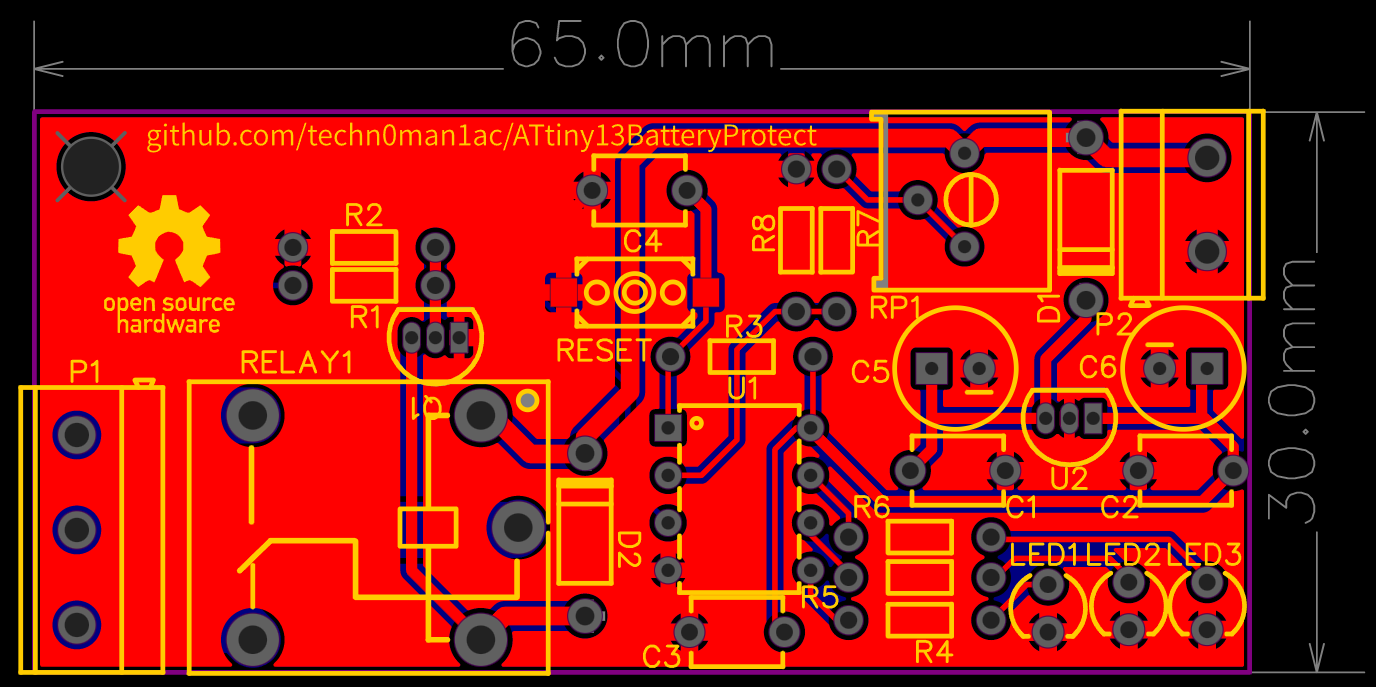 65.0mm
github.com/techn0man1ac/ATtiny13BatteryProtect
R2
C4
R8
R7
open source
hardware
R1
RESET
R3
RP1
D1
P2
30.0mm
P1
RELAY1
U1
C5
C6
Q1
U2
R6
C1
C2
D2
LED1
LED2
LED3
R5
C3
R4